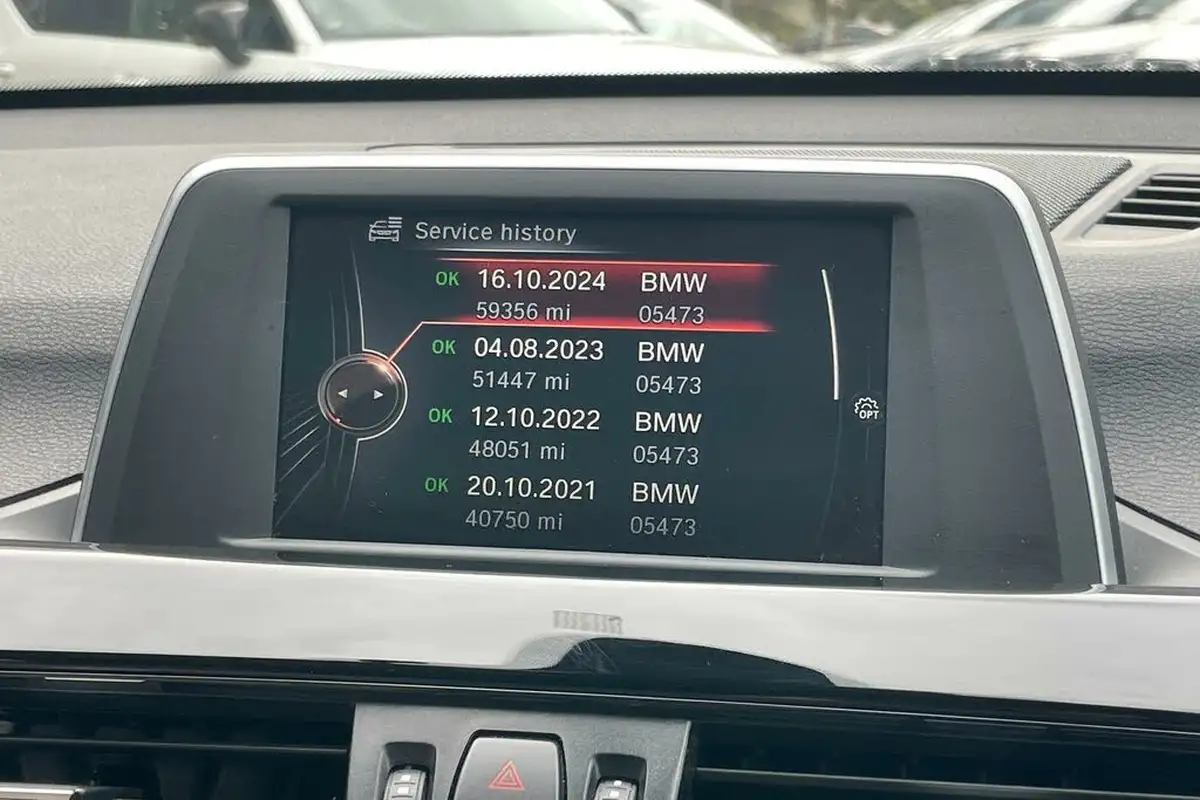 Service history
OK 16.10.2024 BMW
59356 mi 05473
OK 04.08.2023 BMW
51447 mi 05473
OK 12.10.2022 BMW
48051 mi 05473
OPT
OK 20.10.2021 BMW
40750 mi 05473